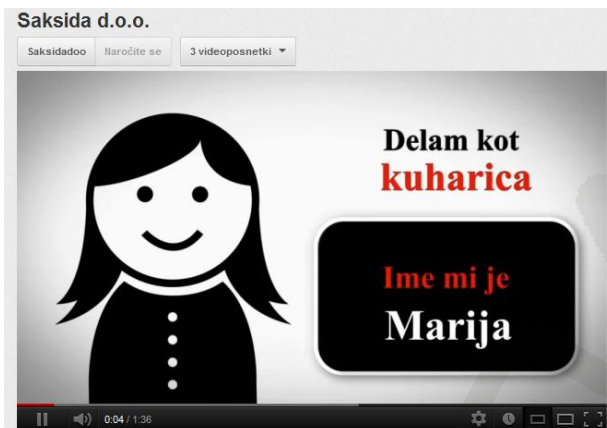 Saksida d.o.o.
Saksidadoo Naročite se 3 videoposnetki
Delam kot
kuharica
Ime mi je
Marija
0:04 / 1:36